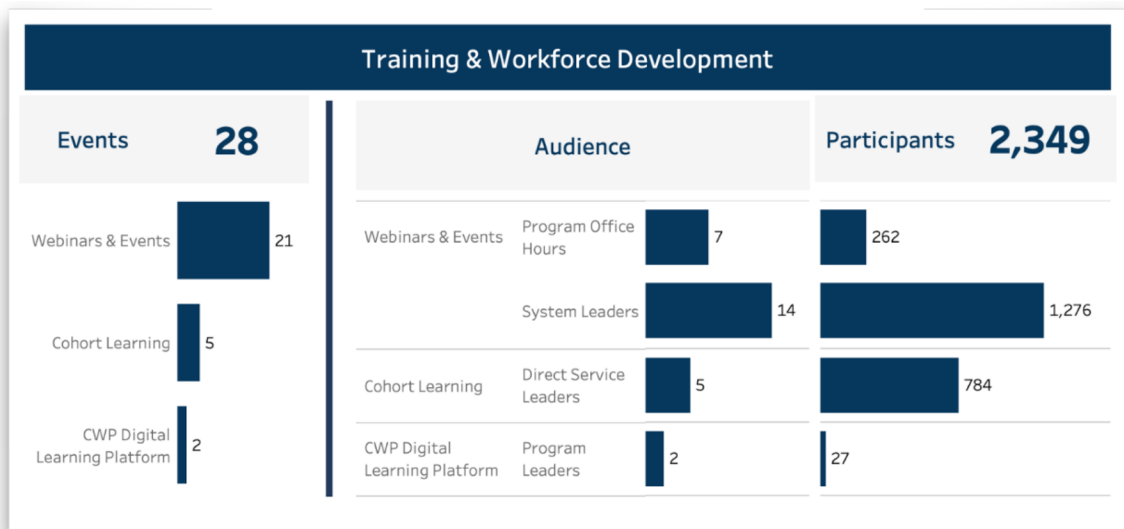 Training & Workforce Development
Events 28
Webinars & Events 21
Cohort Learning 5
CWP Digital
Learning Platform 2
Audience
Participants 2,349
Webinars & Events
Program Office
Hours
7
262
System Leaders
14
1,276
Cohort Learning
Direct Service
Leaders
5
784
CWP Digital
Learning Platform
Program
Leaders
2
27